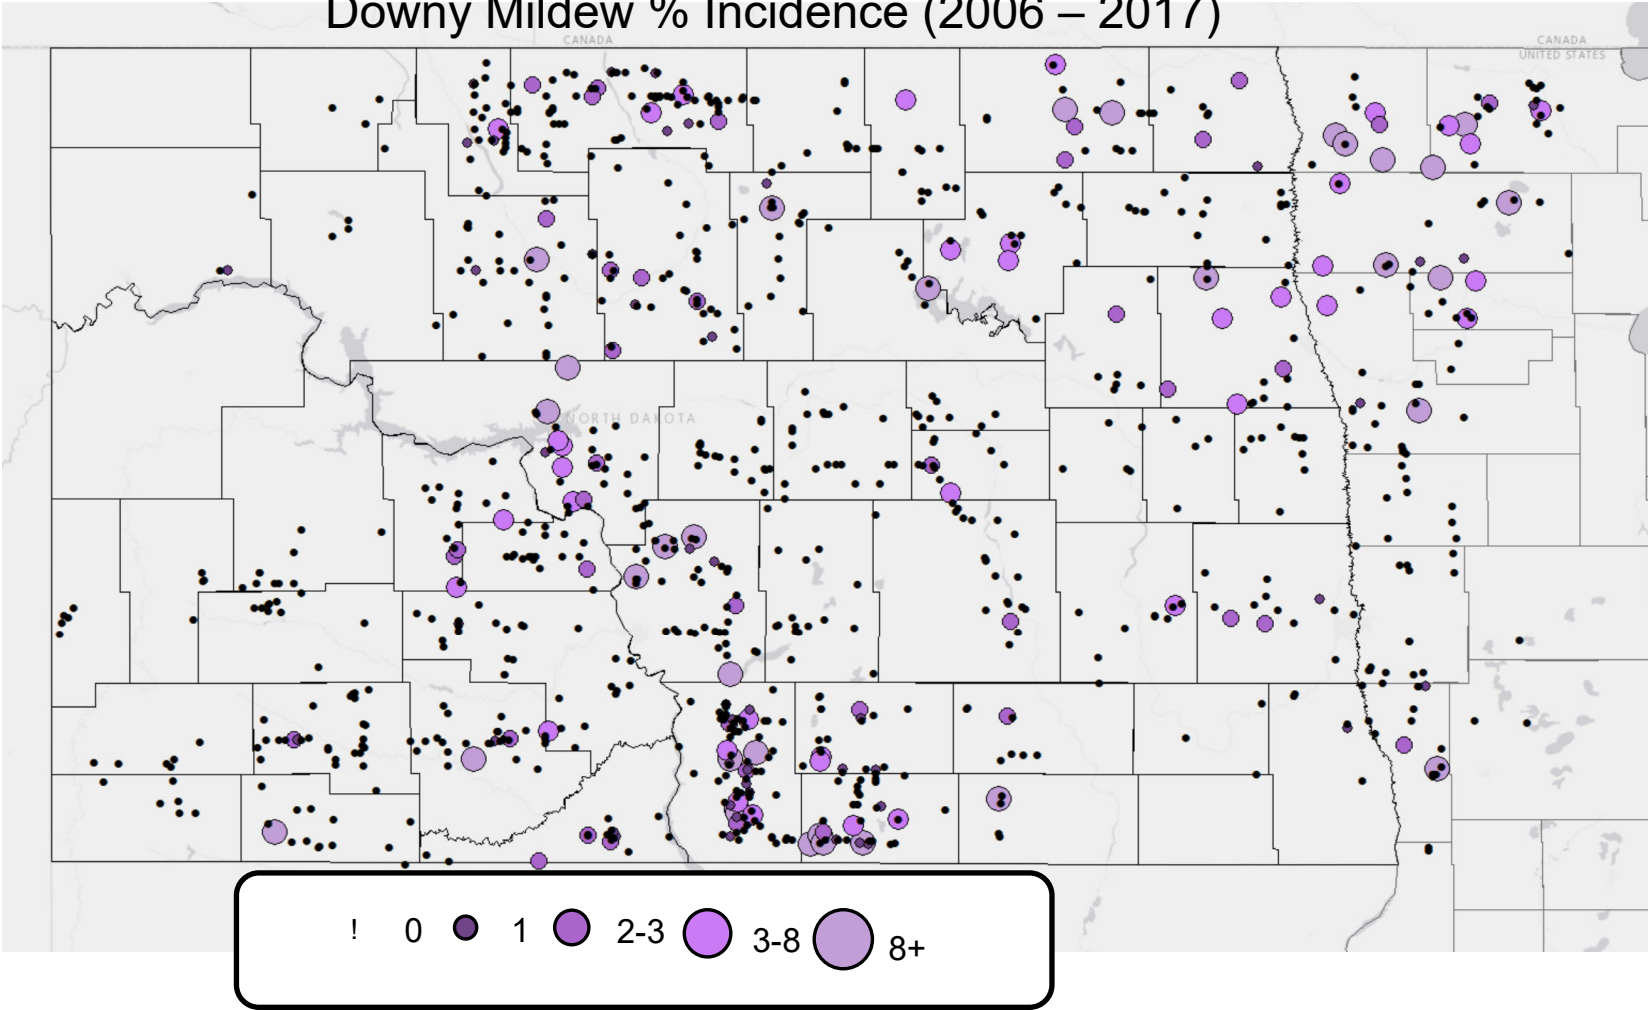 Downy Mildew % Incidence (2006 – 2017)
CANADA
CANADA
UNITED STATES
NORTH DAKOTA
! 0 1 2-3 3-8 8+